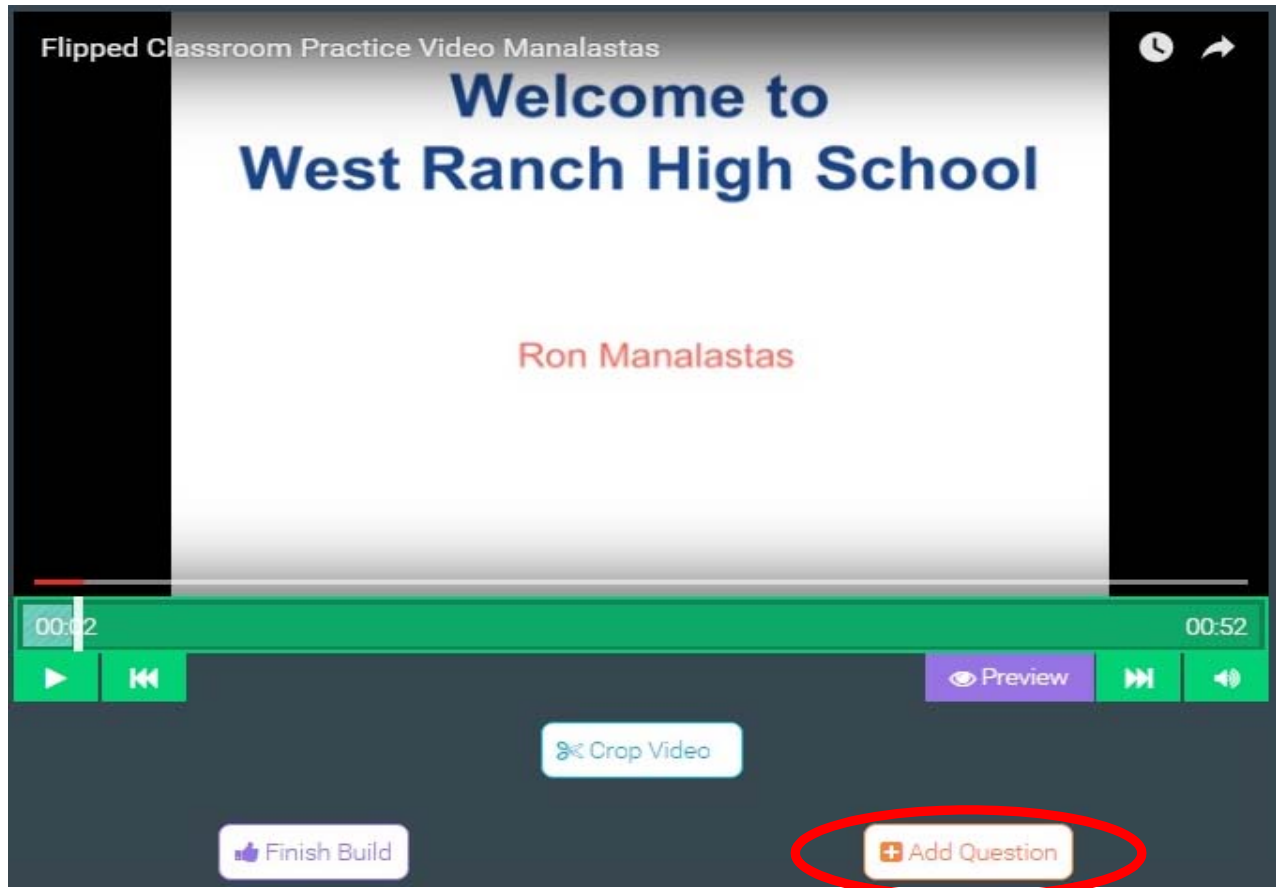 Flipped Classroom Practice Video Manalastas
Welcome to
West Ranch High School
Ron Manalastas
00:02 00:52
Preview
Crop Video
Finish Build Add Question